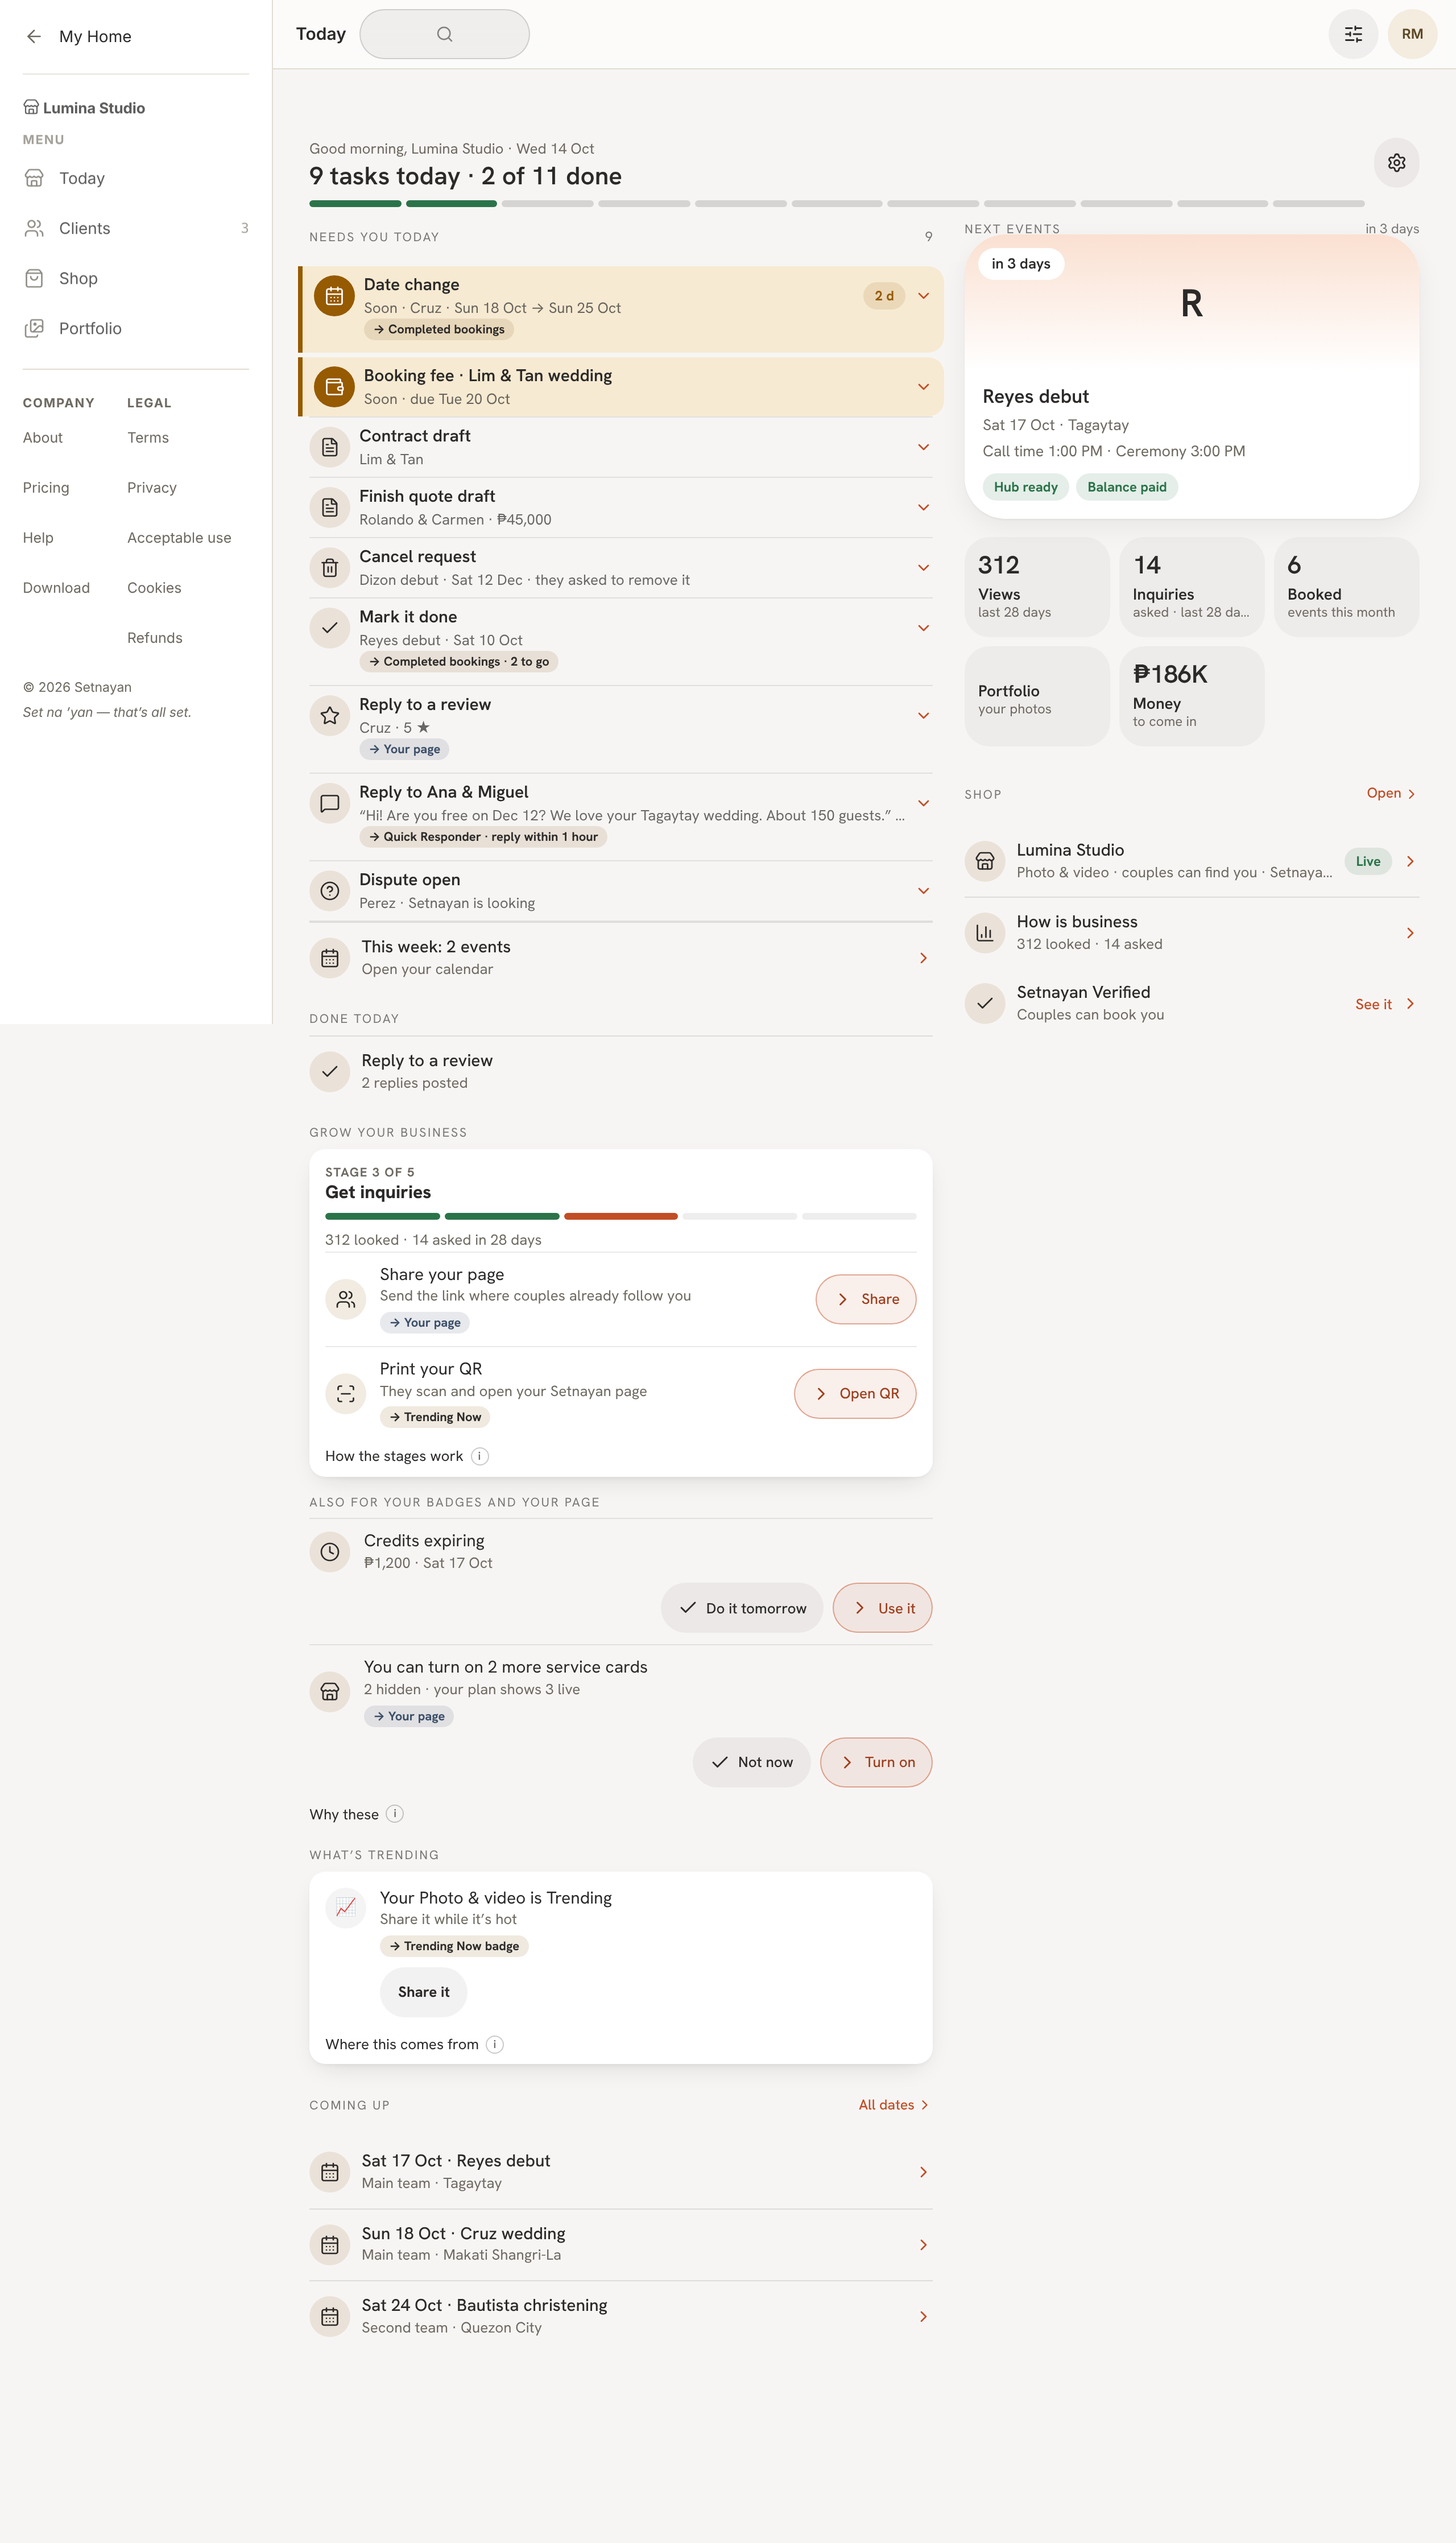 My Home
Lumina Studio
MENU
Today
Clients 3
Shop
Portfolio
COMPANY LEGAL
About Terms
Pricing Privacy
Help Acceptable use
Download Cookies
Refunds
© 2026 Setnayan
Set na 'yan — that's all set.
Today
RM
Good morning, Lumina Studio · Wed 14 Oct
9 tasks today · 2 of 11 done
NEEDS YOU TODAY 9
Date change
Soon · Cruz · Sun 18 Oct → Sun 25 Oct
→ Completed bookings
2 d
Booking fee · Lim & Tan wedding
Soon · due Tue 20 Oct
Contract draft
Lim & Tan
Finish quote draft
Rolando & Carmen · ₱45,000
Cancel request
Dizon debut · Sat 12 Dec · they asked to remove it
Mark it done
Reyes debut · Sat 10 Oct
→ Completed bookings · 2 to go
Reply to a review
Cruz · 5 ★
→ Your page
Reply to Ana & Miguel
“Hi! Are you free on Dec 12? We love your Tagaytay wedding. About 150 guests.” ...
→ Quick Responder · reply within 1 hour
Dispute open
Perez · Setnayan is looking
This week: 2 events
Open your calendar
DONE TODAY
Reply to a review
2 replies posted
GROW YOUR BUSINESS
STAGE 3 OF 5
Get inquiries
312 looked · 14 asked in 28 days
Share your page
Send the link where couples already follow you
→ Your page
Share
Print your QR
They scan and open your Setnayan page
→ Trending Now
Open QR
How the stages work i
ALSO FOR YOUR BADGES AND YOUR PAGE
Credits expiring
₱1,200 · Sat 17 Oct
Do it tomorrow
Use it
You can turn on 2 more service cards
2 hidden · your plan shows 3 live
→ Your page
Not now
Turn on
Why these i
WHAT'S TRENDING
Your Photo & video is Trending
Share it while it's hot
→ Trending Now badge
Share it
Where this comes from i
COMING UP All dates
Sat 17 Oct · Reyes debut
Main team · Tagaytay
Sun 18 Oct · Cruz wedding
Main team · Makati Shangri-La
Sat 24 Oct · Bautista christening
Second team · Quezon City
NEXT EVENTS in 3 days
in 3 days
R
Reyes debut
Sat 17 Oct · Tagaytay
Call time 1:00 PM · Ceremony 3:00 PM
Hub ready
Balance paid
312
Views
last 28 days
14
Inquiries
asked · last 28 da...
6
Booked
events this month
Portfolio
your photos
₱186K
Money
to come in
SHOP Open
Lumina Studio
Photo & video · couples can find you · Setnaya...
Live
How is business
312 looked · 14 asked
Setnayan Verified
Couples can book you
See it